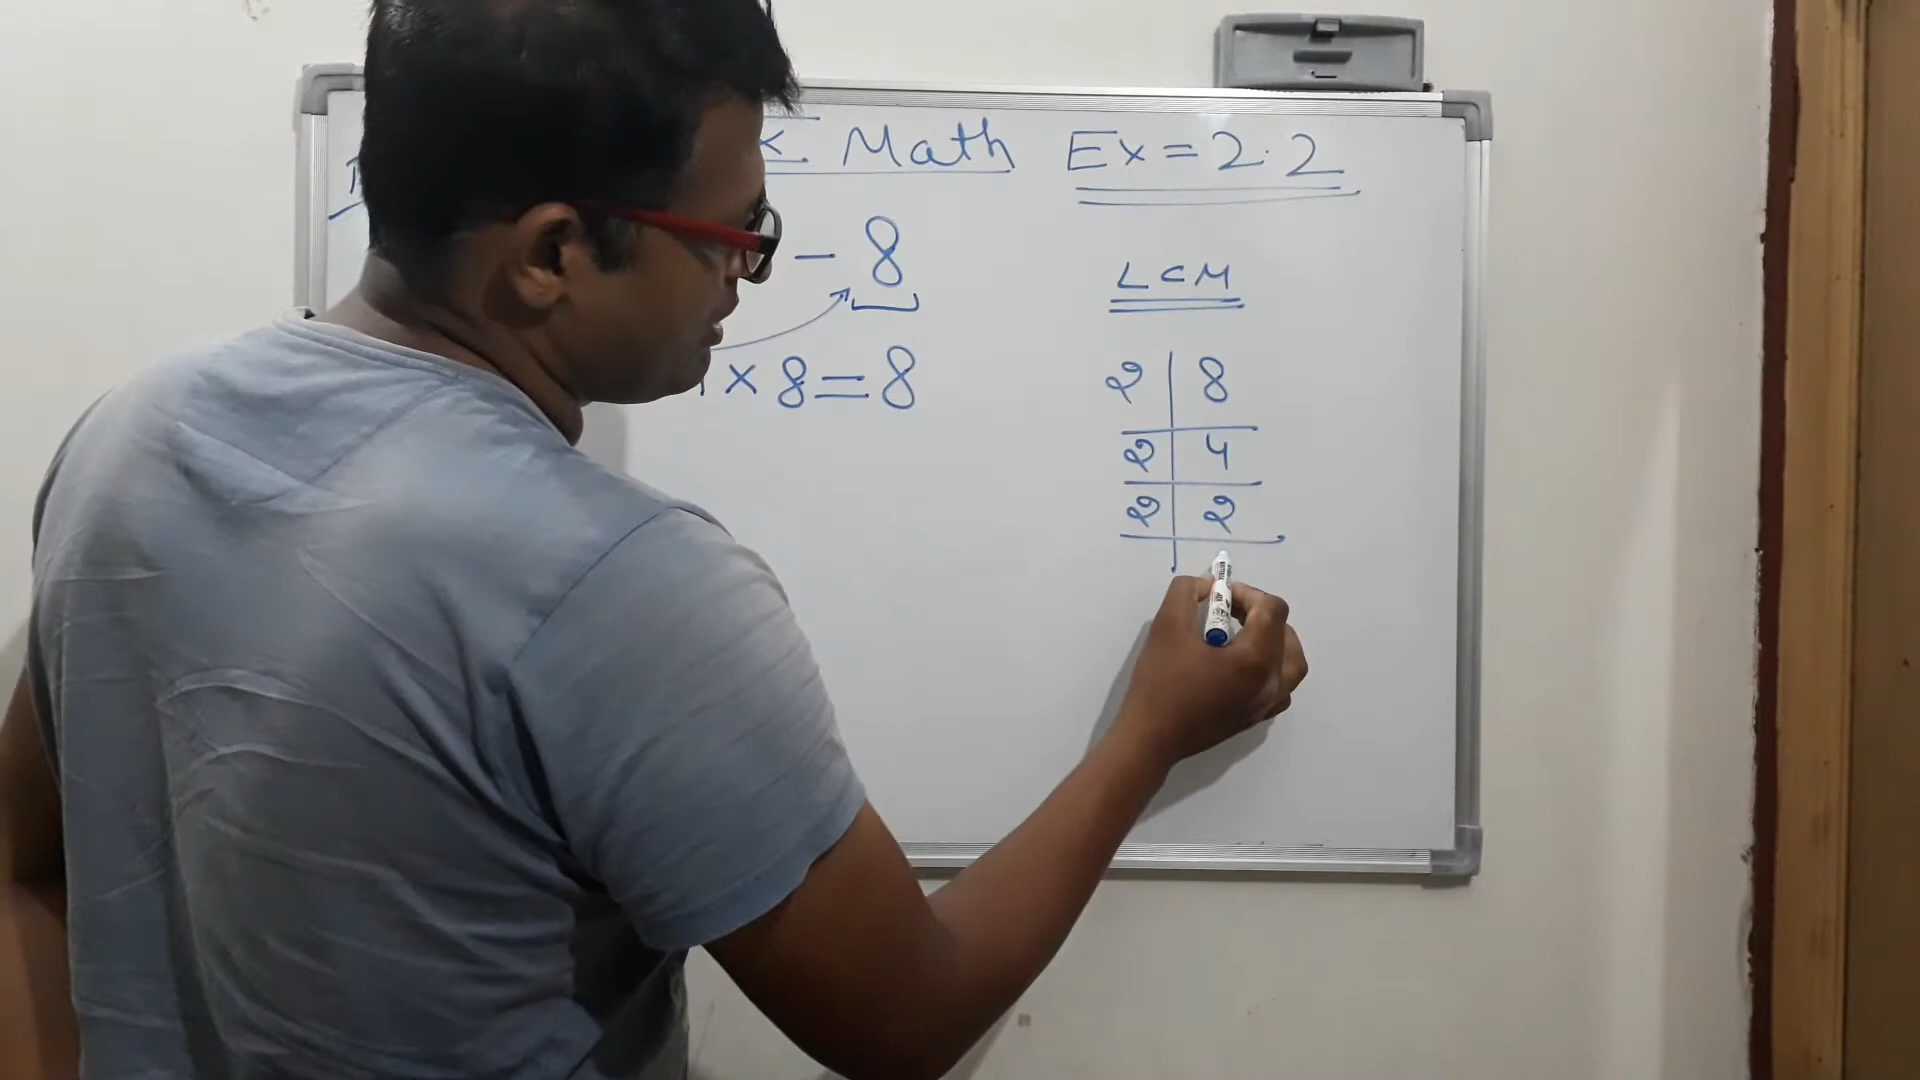 Math Ex = 2.2
- 8
LCM
× 8 = 8
2 8
2 4
2 2